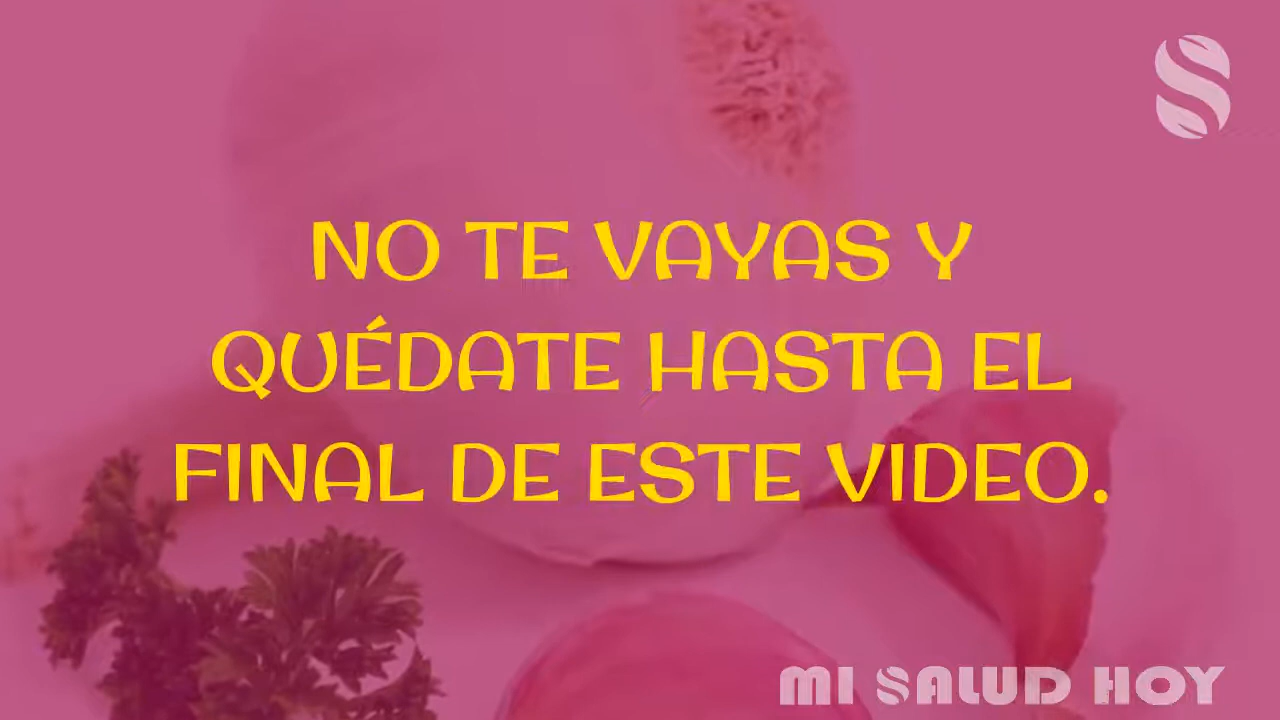 NO TE VAYAS Y
QUÉDATE HASTA EL
FINAL DE ESTE VIDEO.
MI SALUD HOY